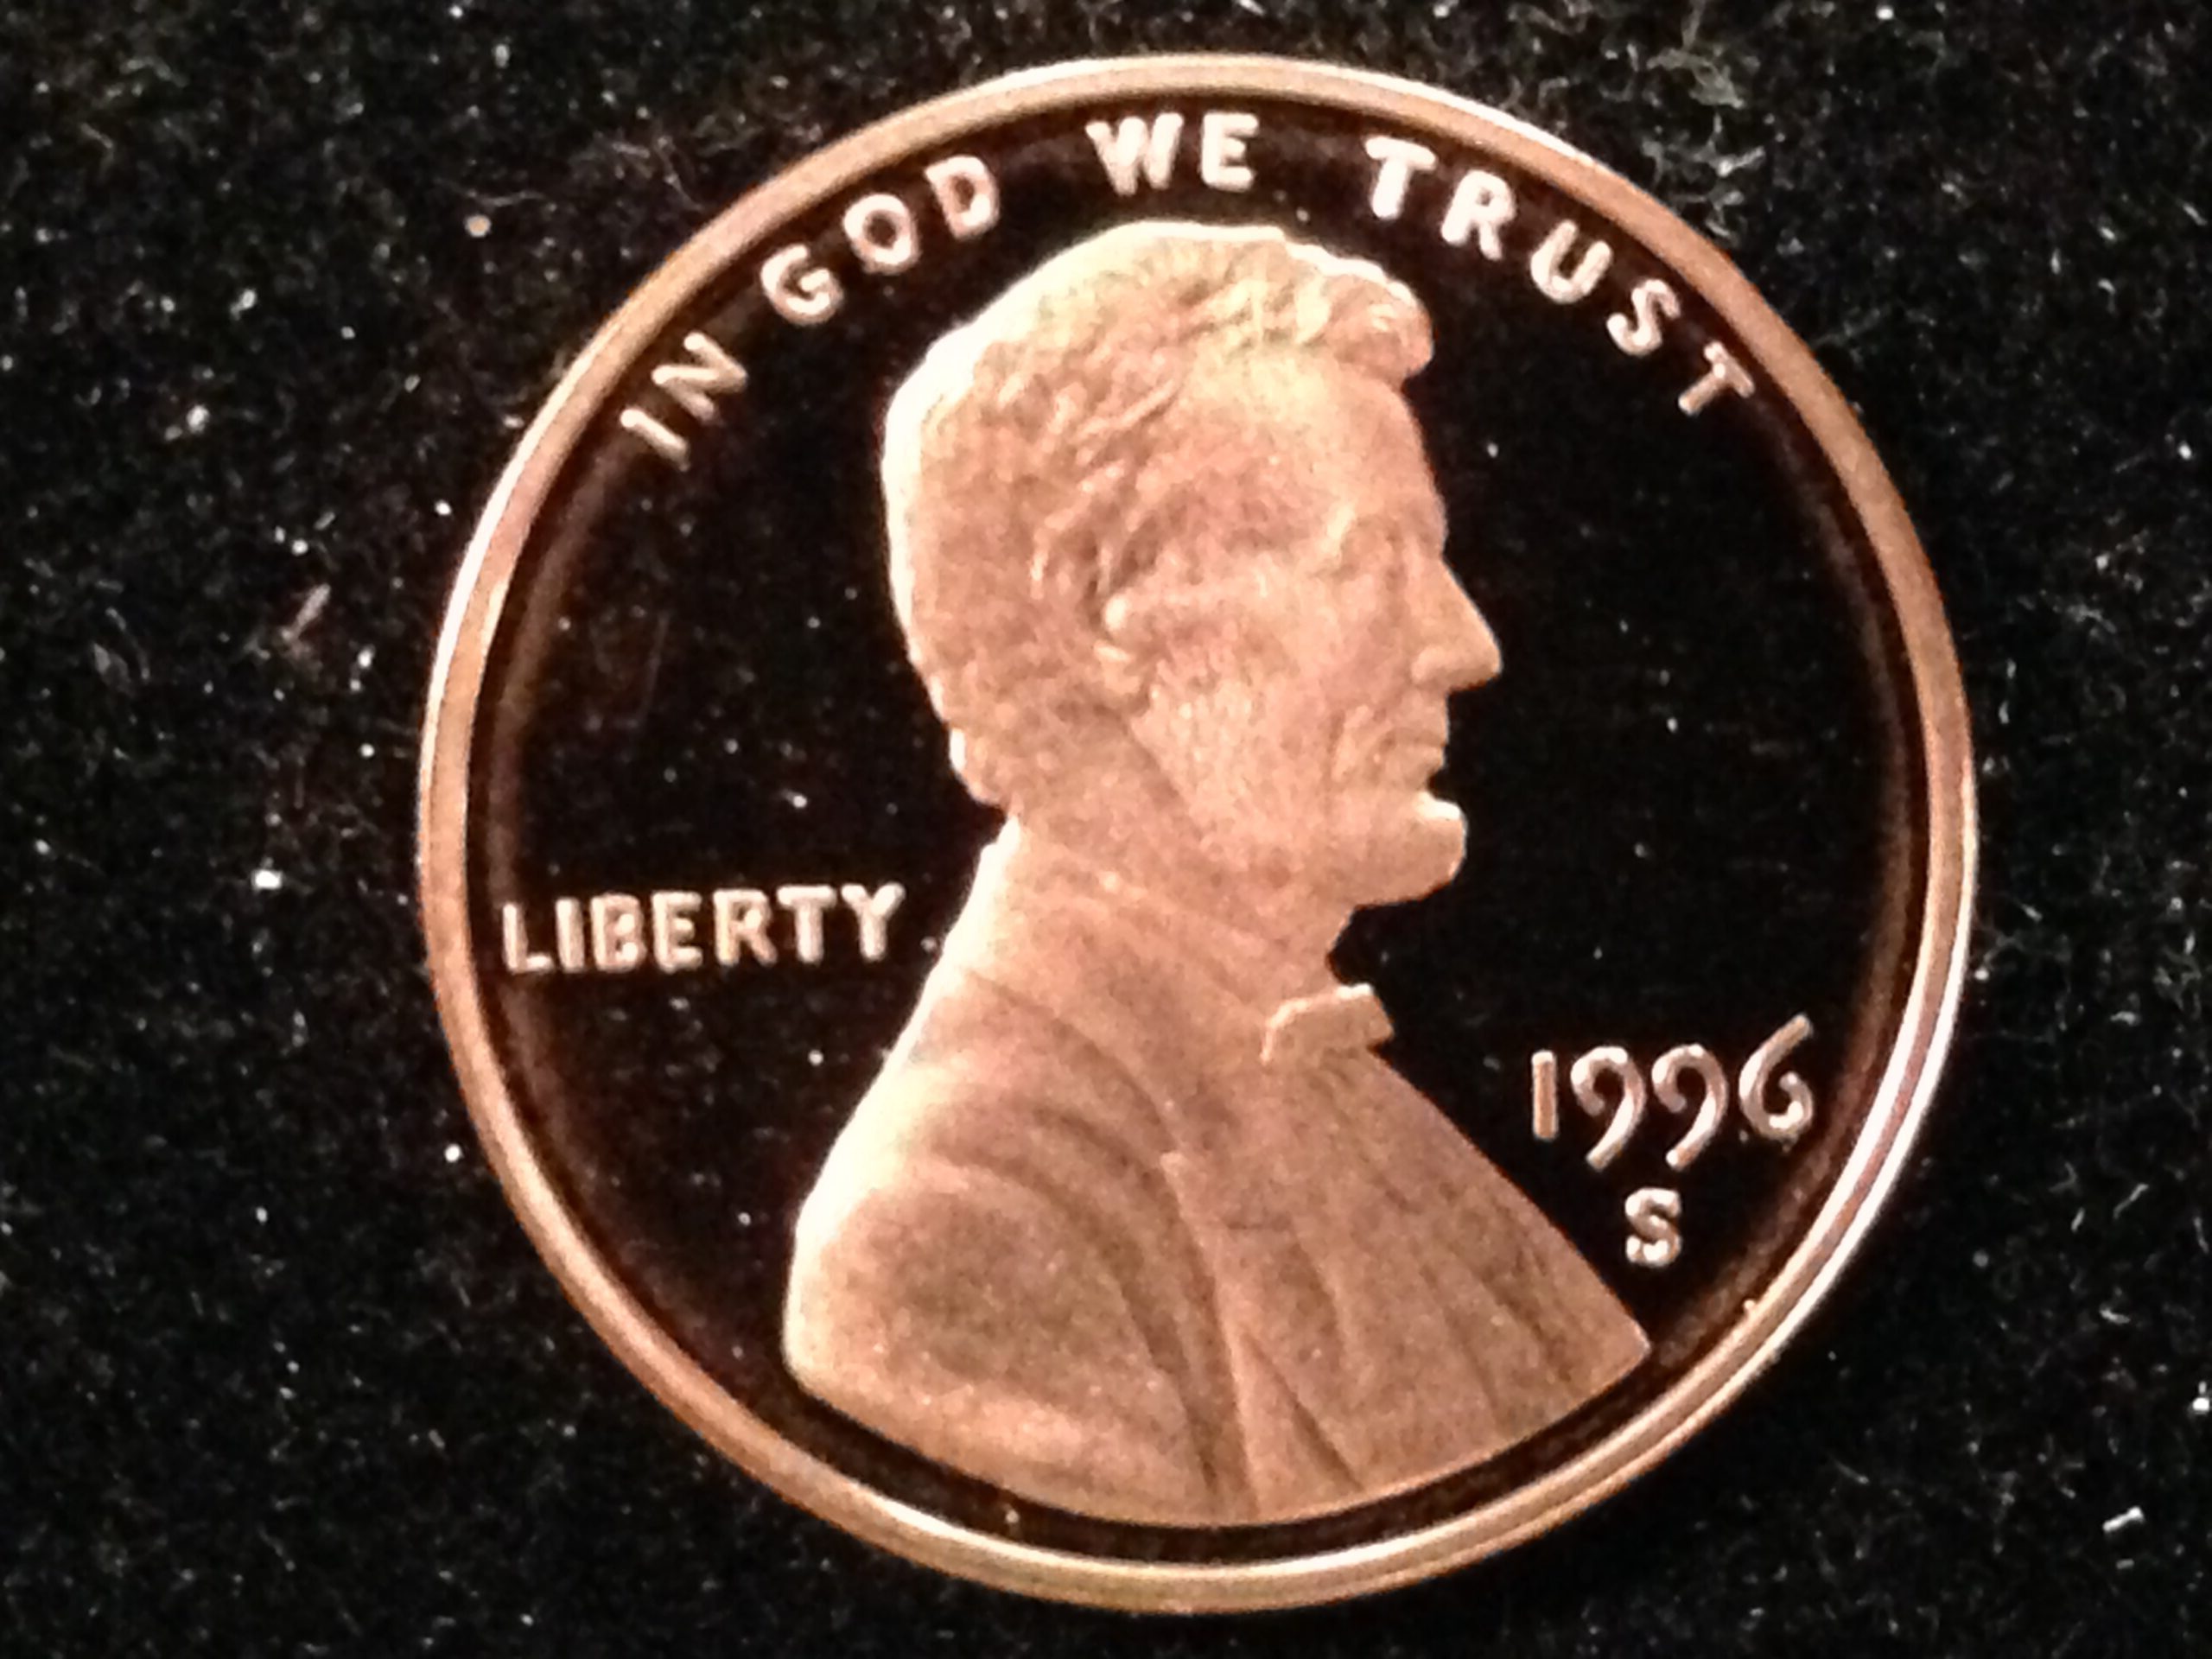 IN GOD WE TRUST
LIBERTY
1996
S